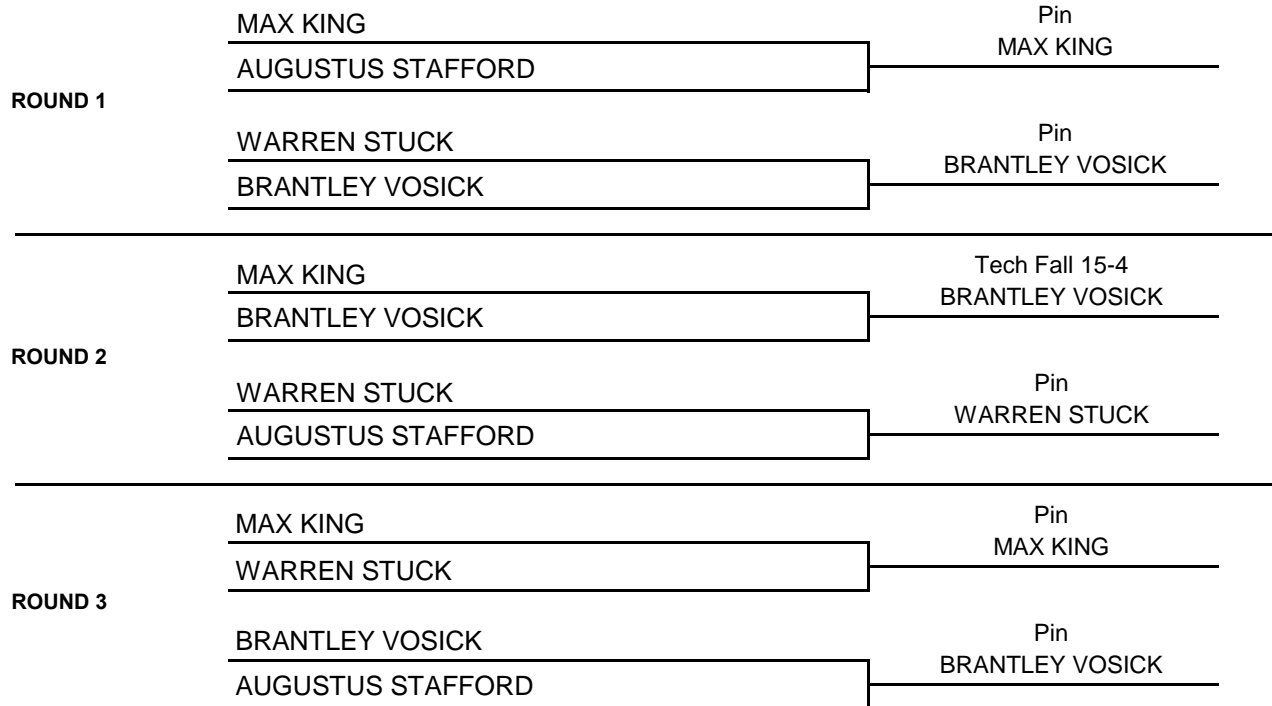 MAX KING
Pin
MAX KING
AUGUSTUS STAFFORD
ROUND 1
WARREN STUCK
Pin
BRANTLEY VOSICK
BRANTLEY VOSICK
MAX KING
Tech Fall 15-4
BRANTLEY VOSICK
BRANTLEY VOSICK
ROUND 2
WARREN STUCK
Pin
WARREN STUCK
AUGUSTUS STAFFORD
MAX KING
Pin
MAX KING
WARREN STUCK
ROUND 3
BRANTLEY VOSICK
Pin
BRANTLEY VOSICK
AUGUSTUS STAFFORD